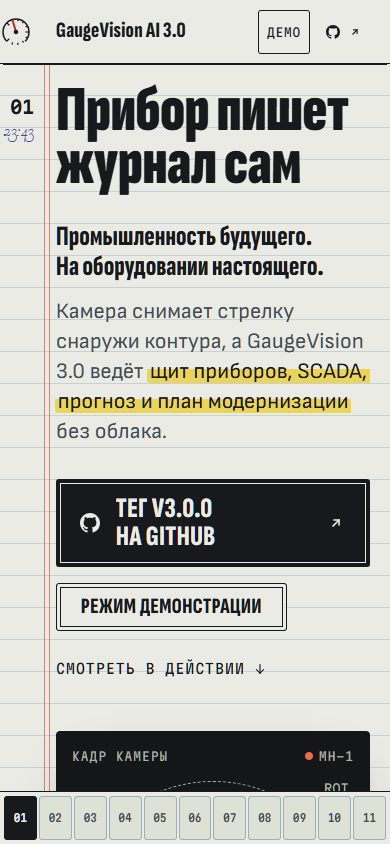 GaugeVision AI 3.0
ДЕМО
↗
01
23:43
Прибор пишет
журнал сам
Промышленность будущего.
На оборудовании настоящего.
Камера снимает стрелку
снаружи контура, а GaugeVision
3.0 ведёт щит приборов, SCADA,
прогноз и план модернизации
без облака.
ТЕГ V3.0.0
НА GITHUB
↗
РЕЖИМ ДЕМОНСТРАЦИИ
СМОТРЕТЬ В ДЕЙСТВИИ ↓
КАДР КАМЕРЫ
МН-1
ROT
01 02 03 04 05 06 07 08 09 10 11